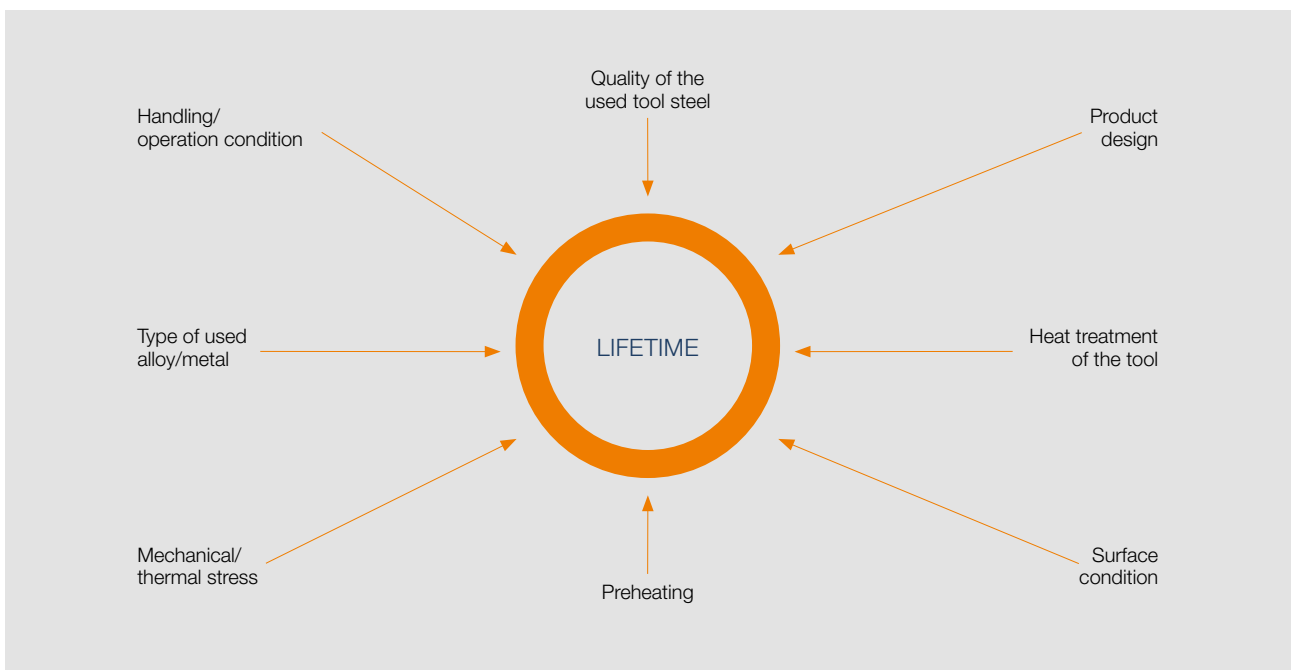 Quality of the
used tool steel
Handling/
operation condition
Product
design
Type of used
alloy/metal
LIFETIME
Heat treatment
of the tool
Mechanical/
thermal stress
Preheating
Surface
condition